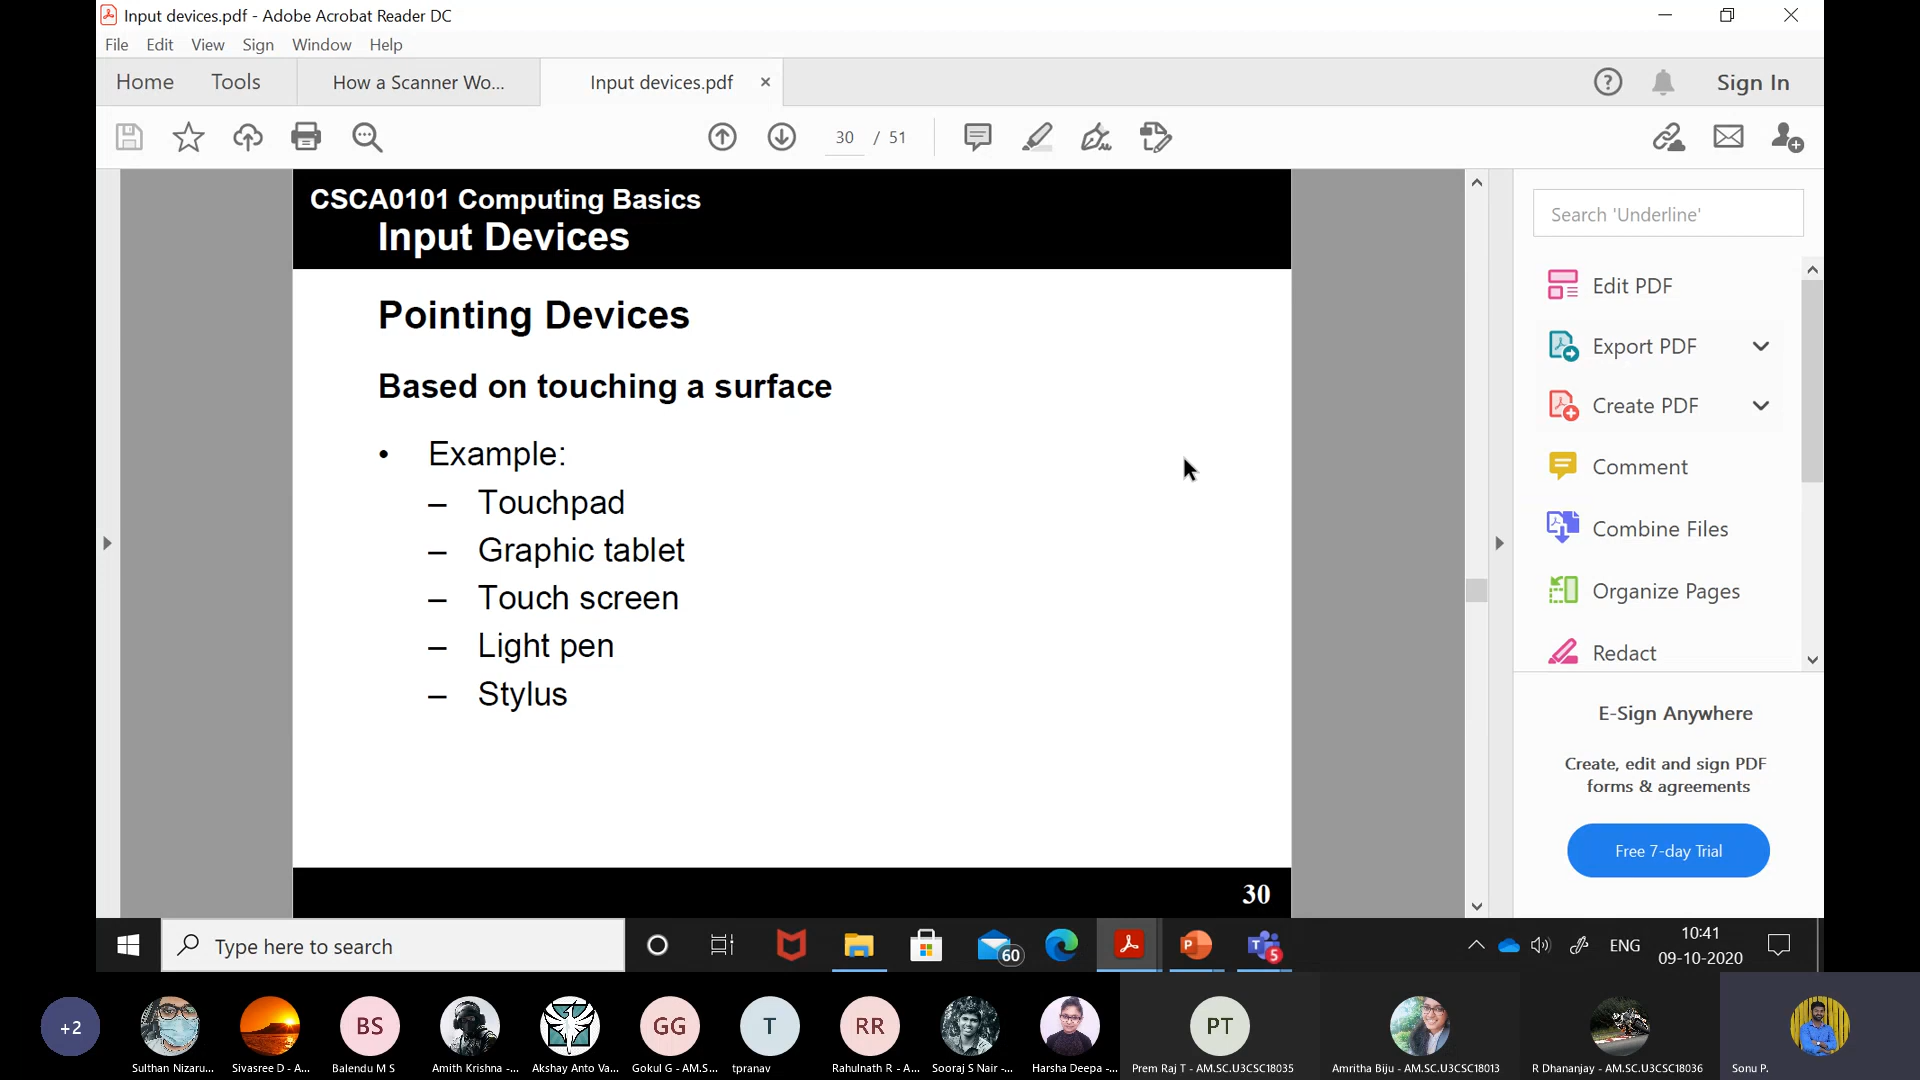 Input devices.pdf - Adobe Acrobat Reader DC
File Edit View Sign Window Help
Home Tools How a Scanner Wo... Input devices.pdf × Sign In
30 / 51
CSCA0101 Computing Basics
Input Devices
Pointing Devices
Based on touching a surface
• Example:
– Touchpad
– Graphic tablet
– Touch screen
– Light pen
– Stylus
30
Search 'Underline'
Edit PDF
Export PDF
Create PDF
Comment
Combine Files
Organize Pages
Redact
E-Sign Anywhere
Create, edit and sign PDF
forms & agreements
Free 7-day Trial
Type here to search
60
5
ENG
10:41
09-10-2020
+2 BS GG T RR PT
Sulthan Nizaru... Sivasree D - A... Balendu M S Amith Krishna -... Akshay Anto Va... Gokul G - AM.S... tpranav Rahulnath R - A... Sooraj S Nair -... Harsha Deepa -... Prem Raj T - AM.SC.U3CSC18035 Amritha Biju - AM.SC.U3CSC18013 R Dhananjay - AM.SC.U3CSC18036 Sonu P.